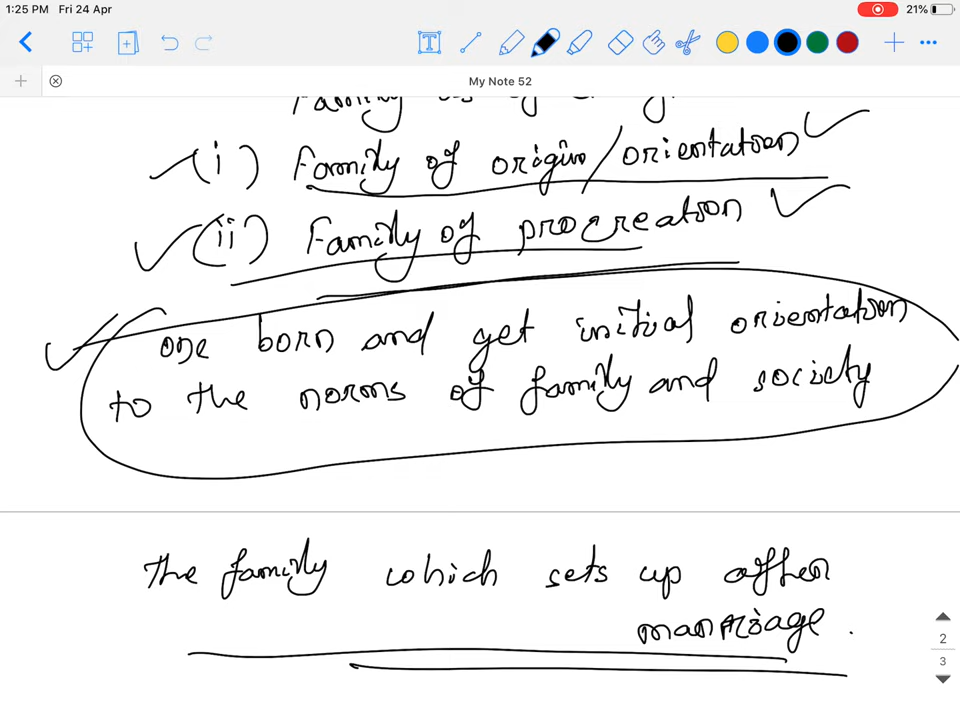 1:25 PM Fri 24 Apr
21%
My Note 52
Family
(i) Family of origin/orientation
(ii) Family of procreation
one born and get initial orientation
to the norms of family and society
the family which sets up after
marriage.
2
3